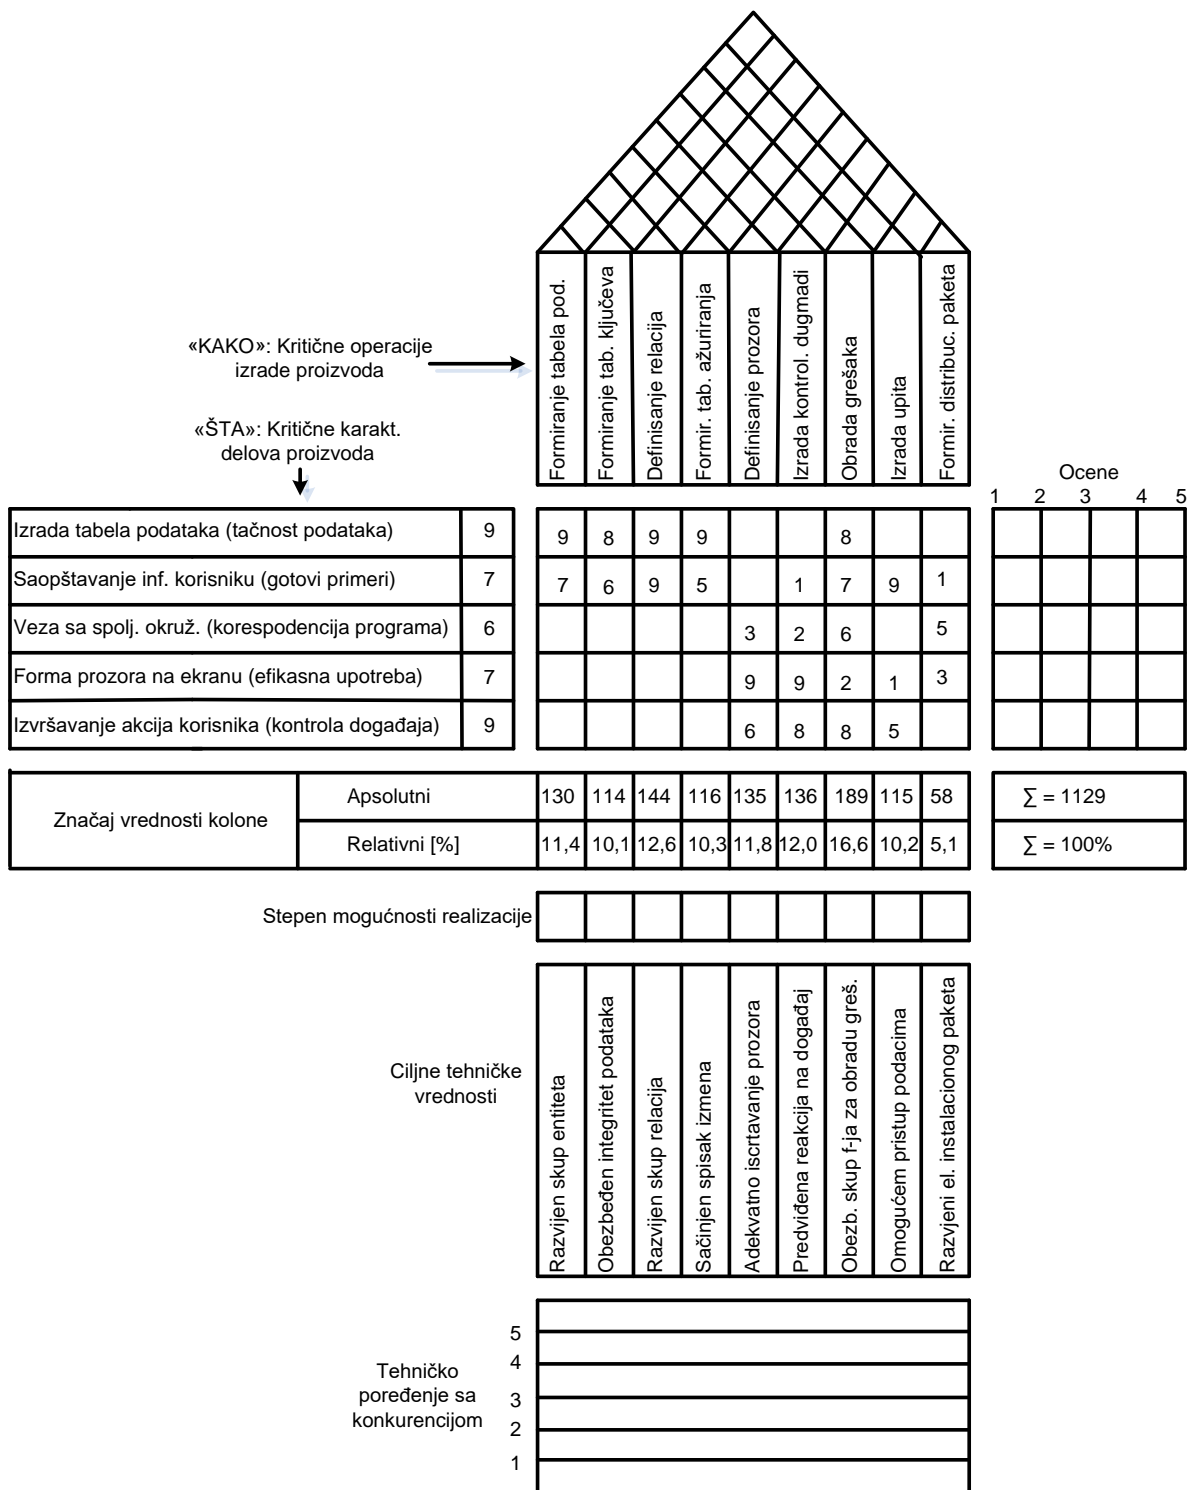 Formiranje tabela pod.
Formiranje tab. ključeva
Definisanje relacija
Formir. tab. ažuriranja
Definisanje prozora
Izrada kontrol. dugmadi
Obrada grešaka
Izrada upita
Formir. distribuc. paketa
«KAKO»: Kritične operacije
izrade proizvoda
«ŠTA»: Kritične karakt.
delova proizvoda
Ocene
1 2 3 4 5
Izrada tabela podataka (tačnost podataka) 9 9 8 9 9 8
Saopštavanje inf. korisniku (gotovi primeri) 7 7 6 9 5 1 7 9 1
Veza sa spolj. okruž. (korespodencija programa) 6 3 2 6 5
Forma prozora na ekranu (efikasna upotreba) 7 9 9 2 1 3
Izvršavanje akcija korisnika (kontrola događaja) 9 6 8 8 5
Značaj vrednosti kolone
Apsolutni 130 114 144 116 135 136 189 115 58 ∑ = 1129
Relativni [%] 11,4 10,1 12,6 10,3 11,8 12,0 16,6 10,2 5,1 ∑ = 100%
Stepen mogućnosti realizacije
Ciljne tehničke
vrednosti
Razvijen skup entiteta
Obezbeđen integritet podataka
Razvijen skup relacija
Sačinjen spisak izmena
Adekvatno iscrtavanje prozora
Predviđena reakcija na događaj
Obezb. skup f-ja za obradu greš.
Omogućem pristup podacima
Razvjeni el. instalacionog paketa
Tehničko
poređenje sa
konkurencijom
5
4
3
2
1